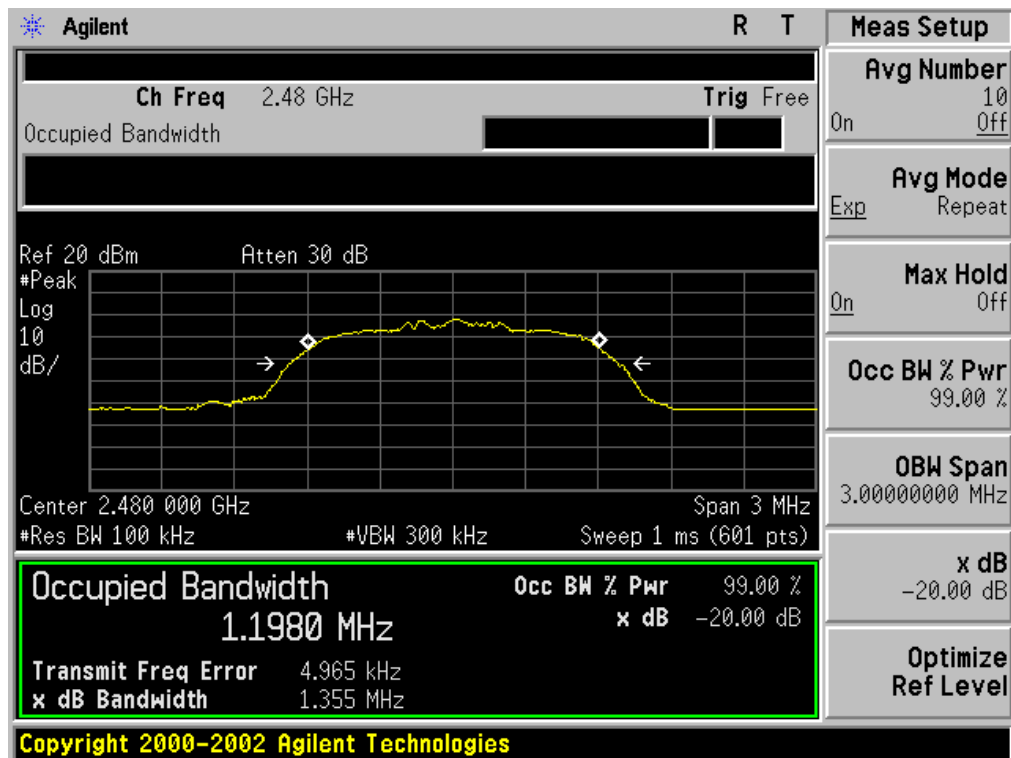 Agilent R T
Ch Freq 2.48 GHz Trig Free
Occupied Bandwidth
Ref 20 dBm Atten 30 dB
#Peak
Log
10
dB/
Center 2.480 000 GHz Span 3 MHz
#Res BW 100 kHz #VBW 300 kHz Sweep 1 ms (601 pts)
Occupied Bandwidth Occ BW % Pwr 99.00 %
1.1980 MHz x dB -20.00 dB
Transmit Freq Error 4.965 kHz
x dB Bandwidth 1.355 MHz
Copyright 2000-2002 Agilent Technologies
Meas Setup
Avg Number
10
On Off
Avg Mode
Exp Repeat
Max Hold
On Off
Occ BW % Pwr
99.00 %
OBW Span
3.00000000 MHz
x dB
-20.00 dB
Optimize
Ref Level